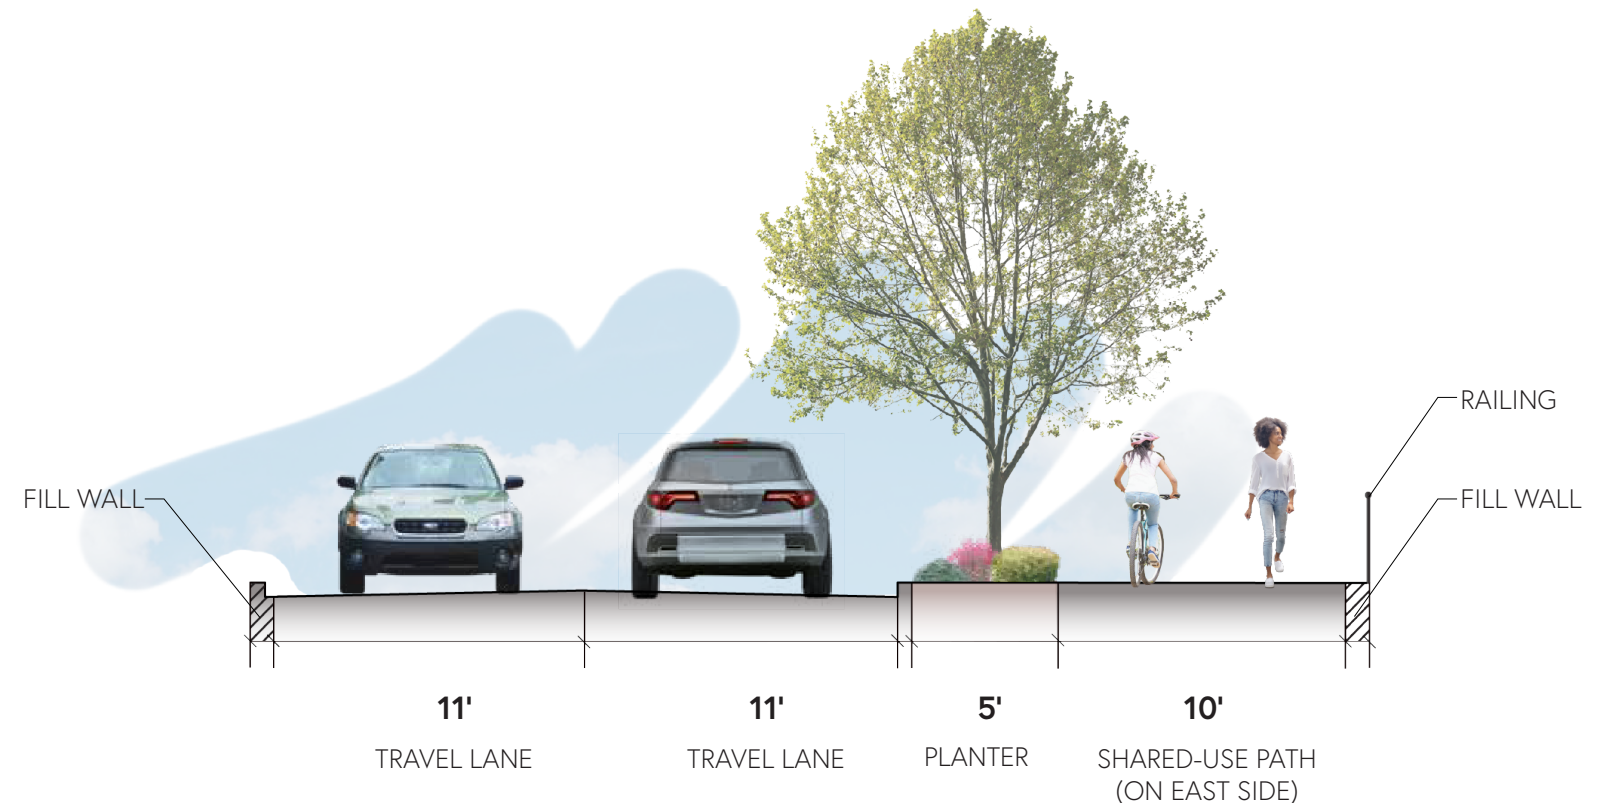 RAILING
FILL WALL
FILL WALL
11'
11'
5'
10'
TRAVEL LANE
TRAVEL LANE
PLANTER
SHARED-USE PATH
(ON EAST SIDE)